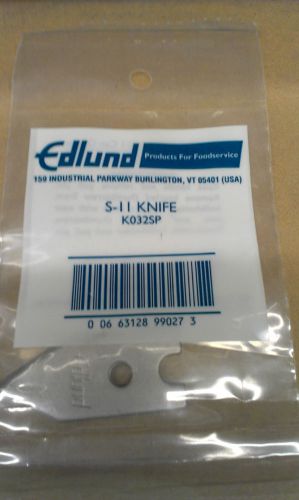 Edlund
Products For Foodservice
159 INDUSTRIAL PARKWAY BURLINGTON, VT 05401 (USA)
S-11 KNIFE
K032SP
0 06 63128 99027 3